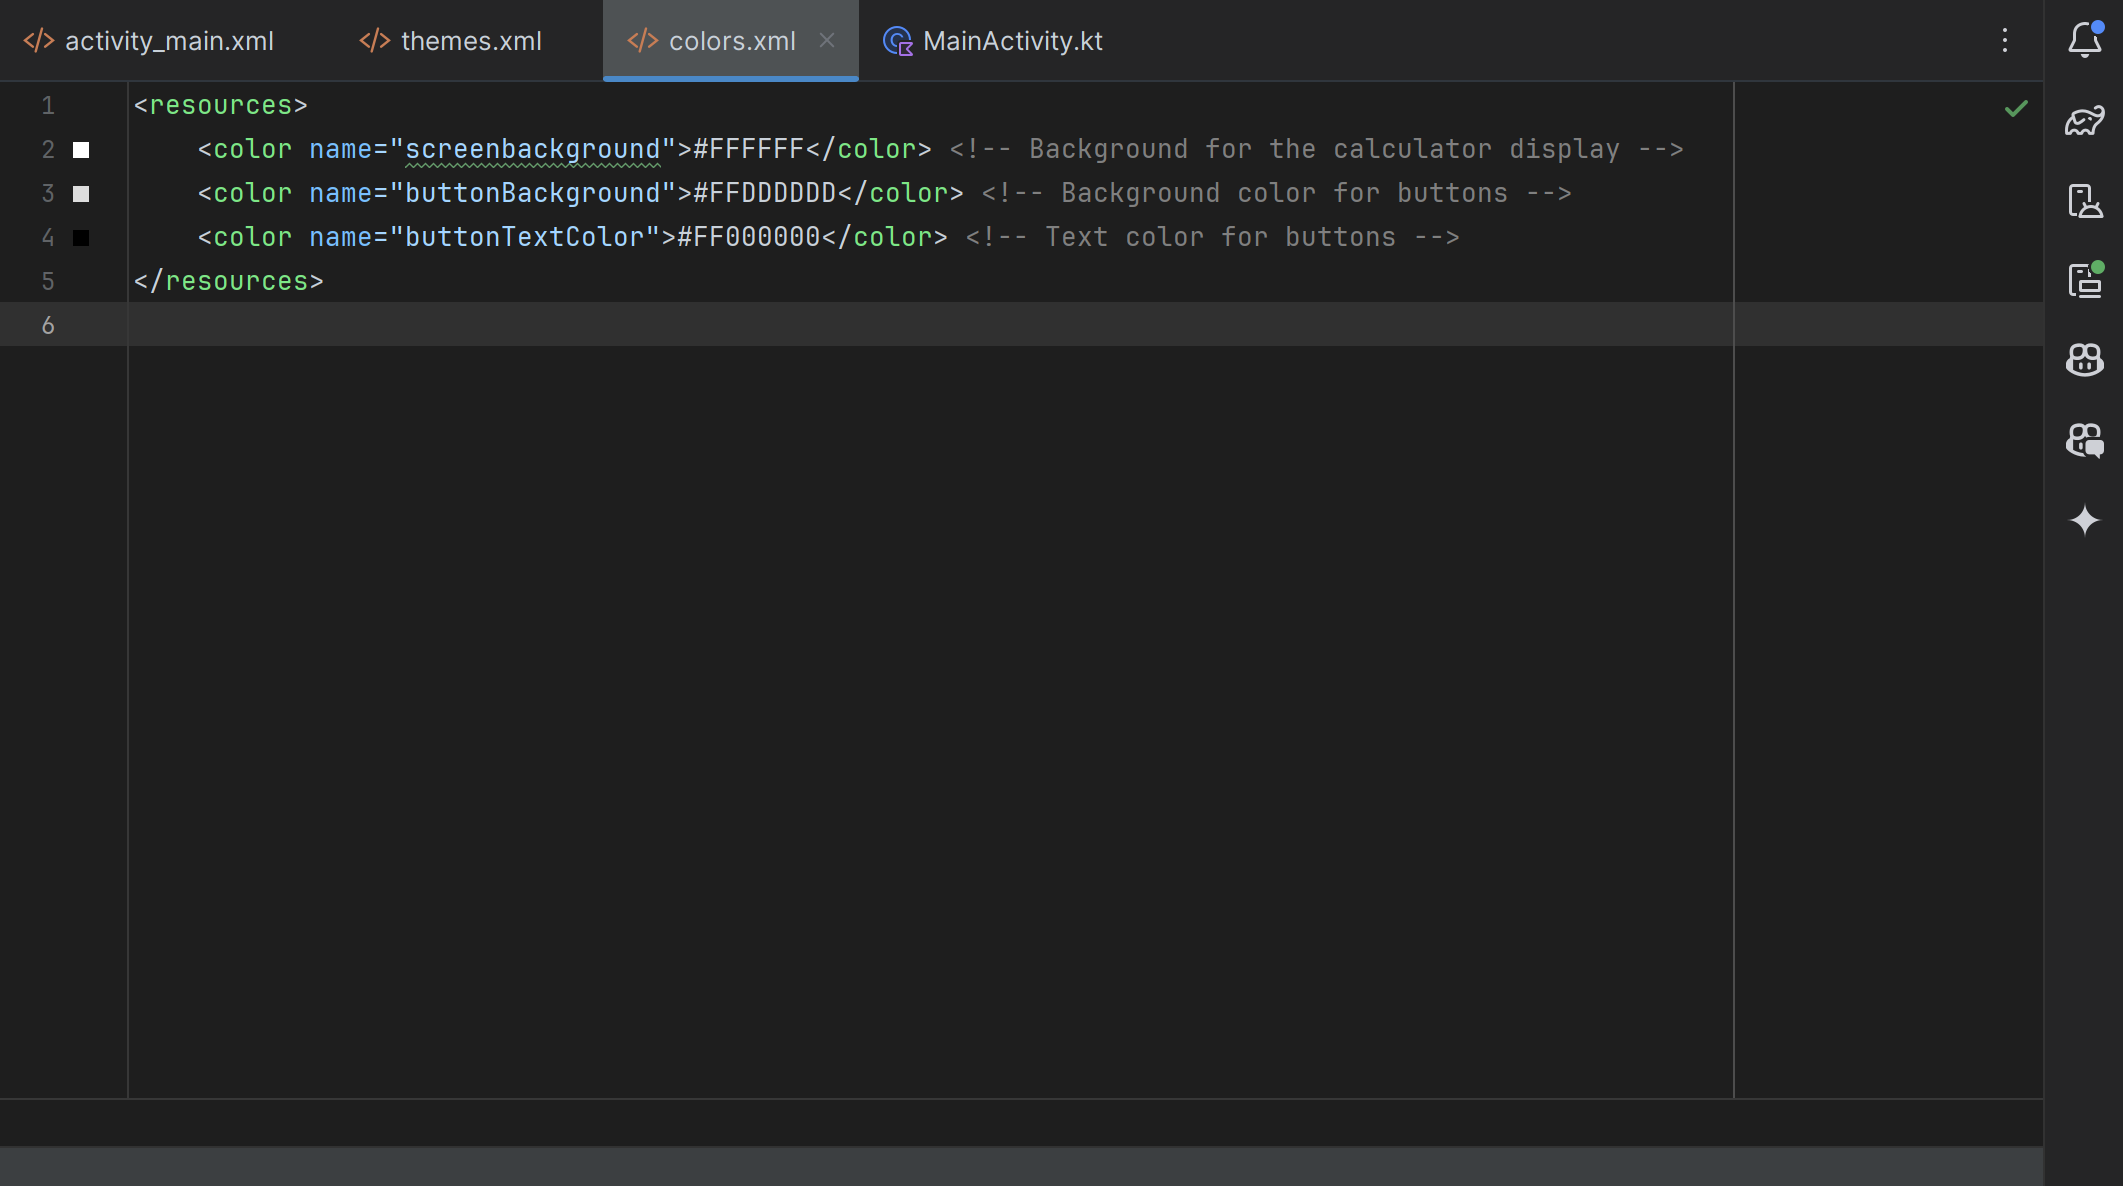 activity_main.xml themes.xml colors.xml MainActivity.kt
1 <resources>
2 <color name="screenbackground">#FFFFFF</color> <!-- Background for the calculator display -->
3 <color name="buttonBackground">#FFDDDDDD</color> <!-- Background color for buttons -->
4 <color name="buttonTextColor">#FF000000</color> <!-- Text color for buttons -->
5 </resources>
6